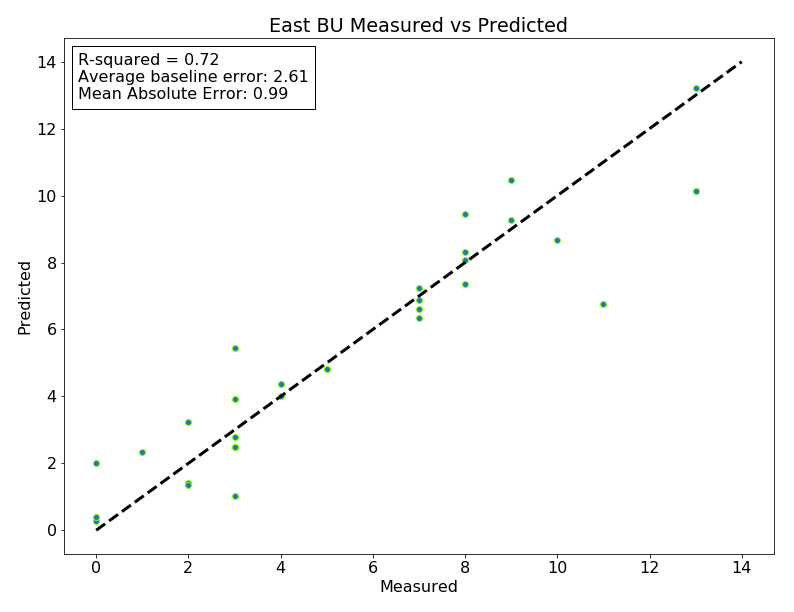 East BU Measured vs Predicted
R-squared = 0.72
Average baseline error: 2.61
Mean Absolute Error: 0.99
14
12
10
8
6
4
2
0
Predicted
0 2 4 6 8 10 12 14
Measured